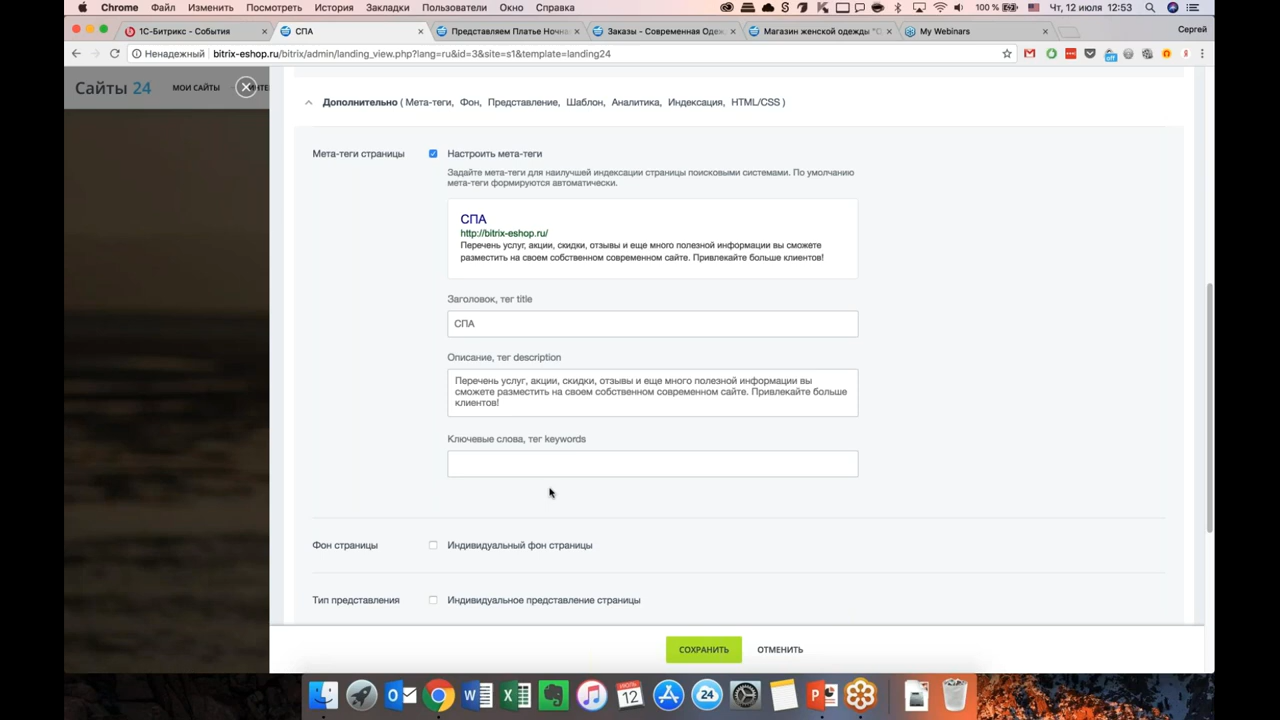 Chrome Файл Изменить Посмотреть История Закладки Пользователи Окно Справка 100 % Чт, 12 июля 12:53
1С-Битрикс - События СПА Представляем Платье Ночна Заказы - Современная Одеж Магазин женской одежды "С My Webinars Сергей
Ненадежный bitrix-eshop.ru/bitrix/admin/landing_view.php?lang=ru&id=3&site=s1&template=landing24
Сайты 24 МОИ САЙТЫ
Дополнительно ( Мета-теги, Фон, Представление, Шаблон, Аналитика, Индексация, HTML/CSS )
Мета-теги страницы Настроить мета-теги
Задайте мета-теги для наилучшей индексации страницы поисковыми системами. По умолчанию
мета-теги формируются автоматически.
СПА
http://bitrix-eshop.ru/
Перечень услуг, акции, скидки, отзывы и еще много полезной информации вы сможете
разместить на своем собственном современном сайте. Привлекайте больше клиентов!
Заголовок, тег title
СПА
Описание, тег description
Перечень услуг, акции, скидки, отзывы и еще много полезной информации вы
сможете разместить на своем собственном современном сайте. Привлекайте больше
клиентов!
Ключевые слова, тег keywords
Фон страницы Индивидуальный фон страницы
Тип представления Индивидуальное представление страницы
СОХРАНИТЬ ОТМЕНИТЬ
ИЮЛЬ
12
24